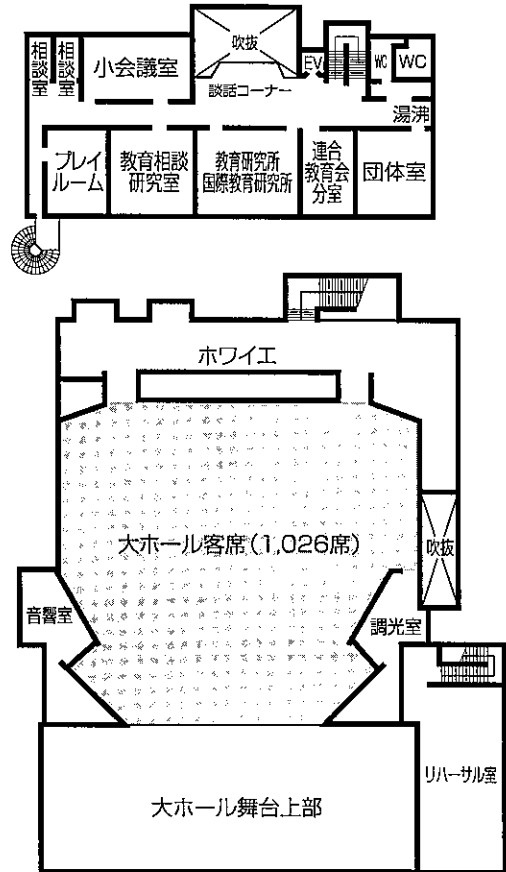 相談室
相談室
小会議室
吹抜
談話コーナー
EV
WC
WC
湯沸
プレイ
ルーム
教育相談
研究室
教育研究所
国際教育研究所
連合
教育会
分室
団体室
ホワイエ
大ホール客席(1,026席)
吹抜
音響室
調光室
リハーサル室
大ホール舞台上部